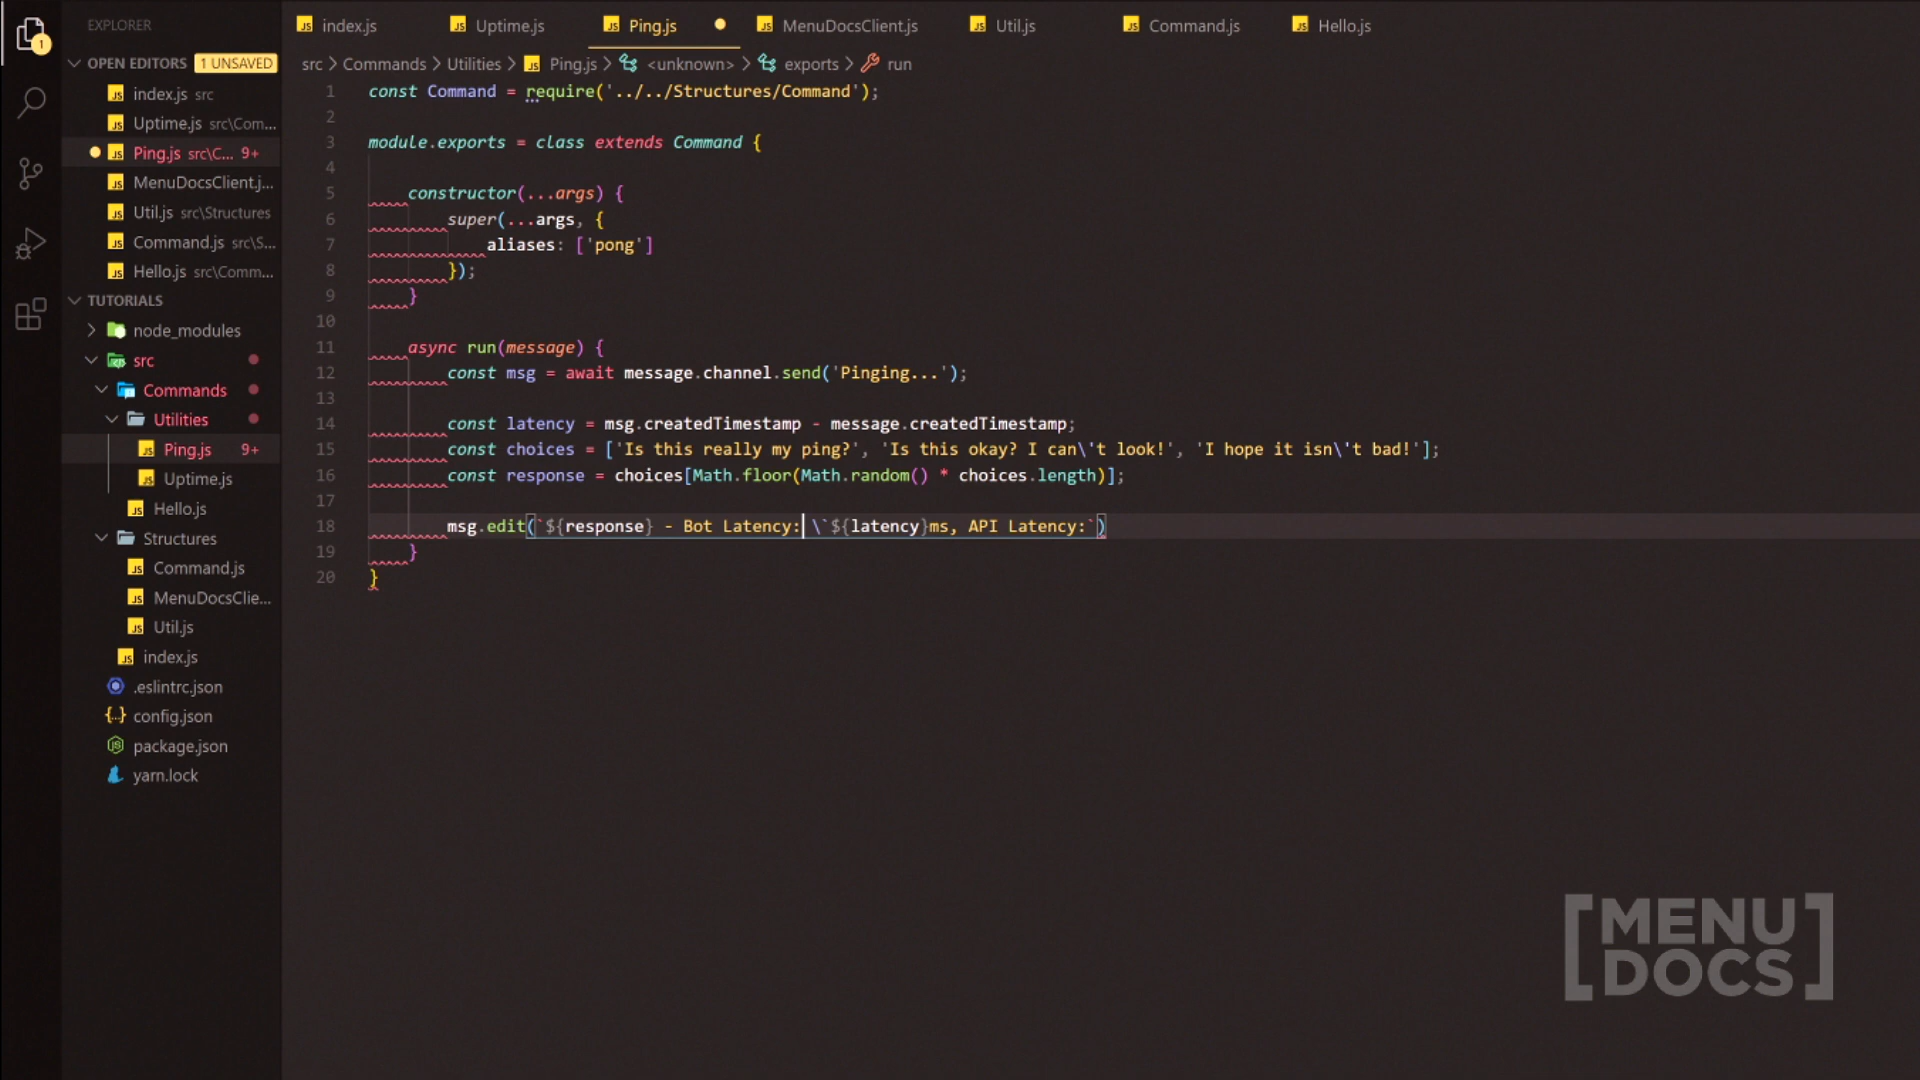 EXPLORER
1
OPEN EDITORS 1 UNSAVED
index.js src
Uptime.js src\Com...
Ping.js src\C... 9+
MenuDocsClient.j...
Util.js src\Structures
Command.js src\S...
Hello.js src\Comm...
TUTORIALS
node_modules
src
Commands
Utilities
Ping.js 9+
Uptime.js
Hello.js
Structures
Command.js
MenuDocsClie...
Util.js
index.js
.eslintrc.json
config.json
package.json
yarn.lock
index.js Uptime.js Ping.js MenuDocsClient.js Util.js Command.js Hello.js
src > Commands > Utilities > Ping.js > <unknown> > exports > run
1 const Command = require('../../Structures/Command');
2
3 module.exports = class extends Command {
4
5 constructor(...args) {
6 super(...args, {
7 aliases: ['pong']
8 });
9 }
10
11 async run(message) {
12 const msg = await message.channel.send('Pinging...');
13
14 const latency = msg.createdTimestamp - message.createdTimestamp;
15 const choices = ['Is this really my ping?', 'Is this okay? I can\'t look!', 'I hope it isn\'t bad!'];
16 const response = choices[Math.floor(Math.random() * choices.length)];
17
18 msg.edit(`${response} - Bot Latency: \`${latency}ms, API Latency:`)
19 }
20 }
[MENU
DOCS]